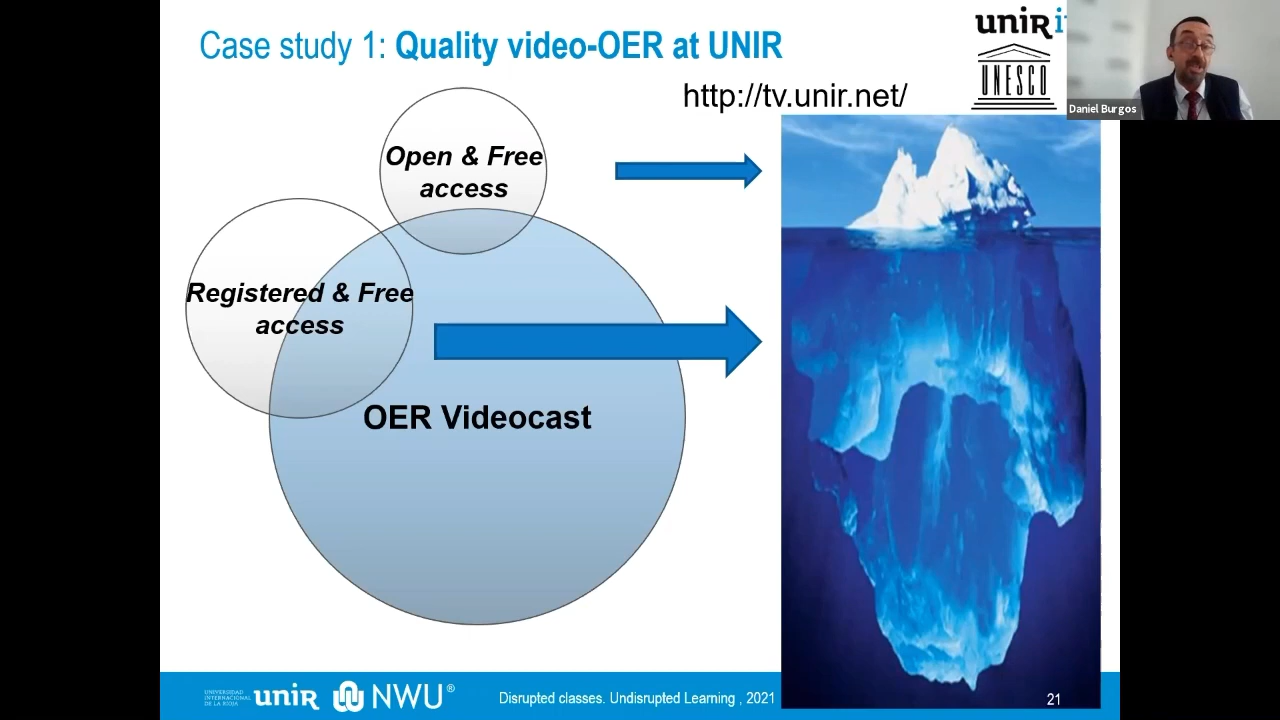 Case study 1: Quality video-OER at UNIR
uniRi
UNESCO
Daniel Burgos
http://tv.unir.net/
Open & Free
access
Registered & Free
access
OER Videocast
UNIVERSIDAD
INTERNACIONAL
DE LA RIOJA
uniR
NWU®
Disrupted classes. Undisrupted Learning , 2021
21